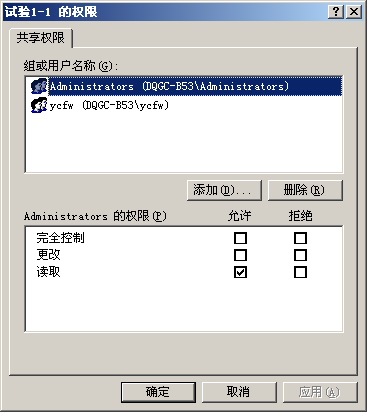 试验1-1 的权限
共享权限
组或用户名称(G):
Administrators (DQGC-B53\Administrators)
ycfw (DQGC-B53\ycfw)
添加(D)... 删除(R)
Administrators 的权限(P) 允许 拒绝
完全控制
更改
读取
确定 取消 应用(A)